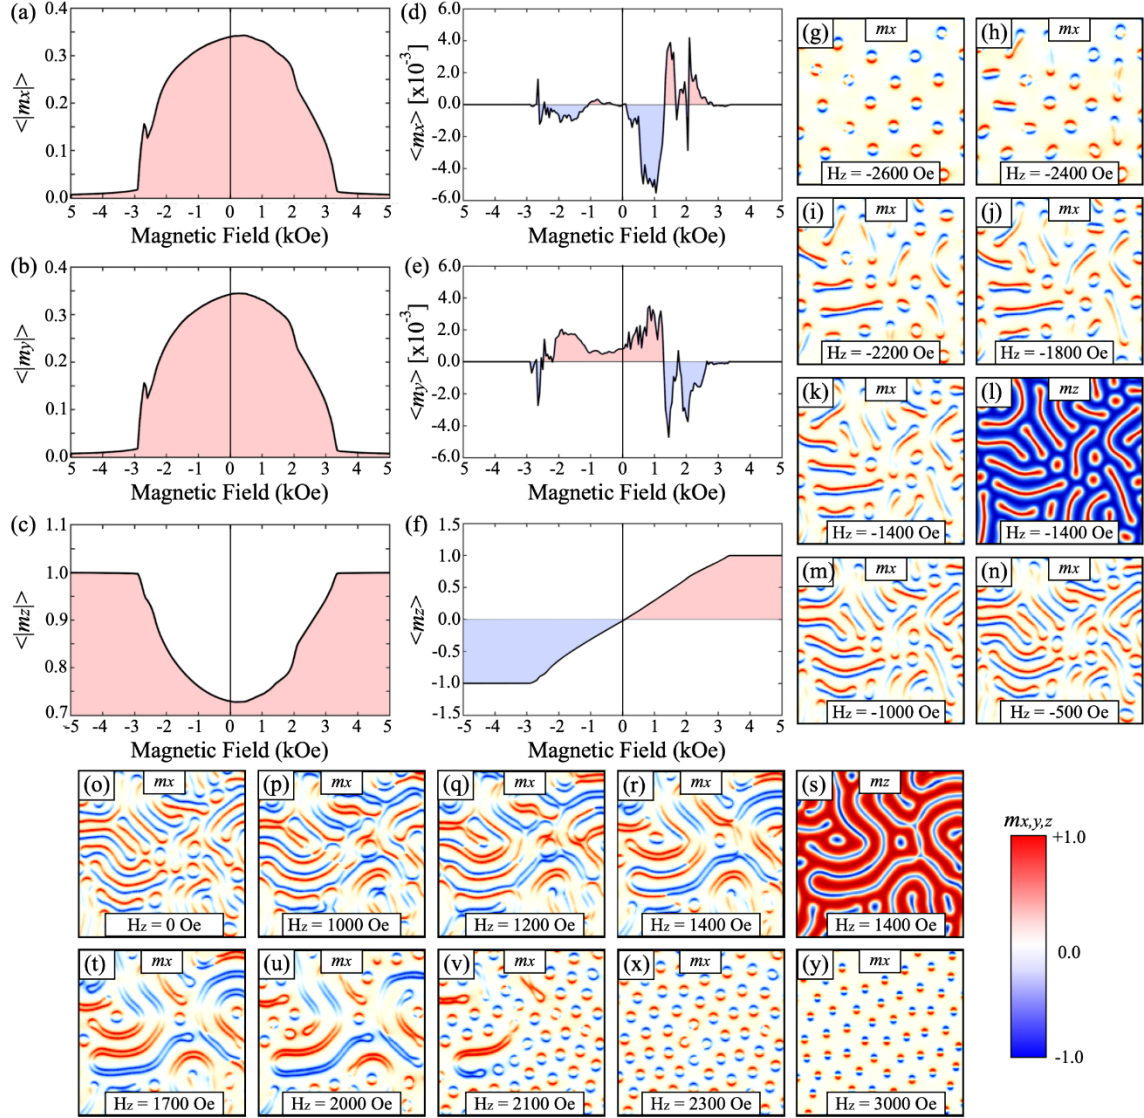 (a)
<|mx|>
0.4
0.3
0.2
0.1
0.0
5 -4 -3 -2 -1 0 1 2 3 4 5
Magnetic Field (kOe)
(b)
<|my|>
0.4
0.3
0.2
0.1
0.0
5 -4 -3 -2 -1 0 1 2 3 4 5
Magnetic Field (kOe)
(c)
<|mz|>
1.1
1.0
0.9
0.8
0.7
-5 -4 -3 -2 -1 0 1 2 3 4 5
Magnetic Field (kOe)
(d)
<mx> [x10⁻³]
6.0
4.0
2.0
0.0
-2.0
-4.0
-6.0
-5 -4 -3 -2 -1 0 1 2 3 4 5
Magnetic Field (kOe)
(e)
<my> [x10⁻³]
6.0
4.0
2.0
0.0
-2.0
-4.0
-6.0
-5 -4 -3 -2 -1 0 1 2 3 4 5
Magnetic Field (kOe)
(f)
<mz>
1.5
1.0
0.5
0.0
-0.5
-1.0
-1.5
-5 -4 -3 -2 -1 0 1 2 3 4 5
Magnetic Field (kOe)
(g) mx
Hz = -2600 Oe
(h) mx
Hz = -2400 Oe
(i) mx
Hz = -2200 Oe
(j) mx
Hz = -1800 Oe
(k) mx
Hz = -1400 Oe
(l) mz
Hz = -1400 Oe
(m) mx
Hz = -1000 Oe
(n) mx
Hz = -500 Oe
(o) mx
Hz = 0 Oe
(p) mx
Hz = 1000 Oe
(q) mx
Hz = 1200 Oe
(r) mx
Hz = 1400 Oe
(s) mz
Hz = 1400 Oe
(t) mx
Hz = 1700 Oe
(u) mx
Hz = 2000 Oe
(v) mx
Hz = 2100 Oe
(x) mx
Hz = 2300 Oe
(y) mx
Hz = 3000 Oe
mx,y,z
+1.0
0.0
-1.0